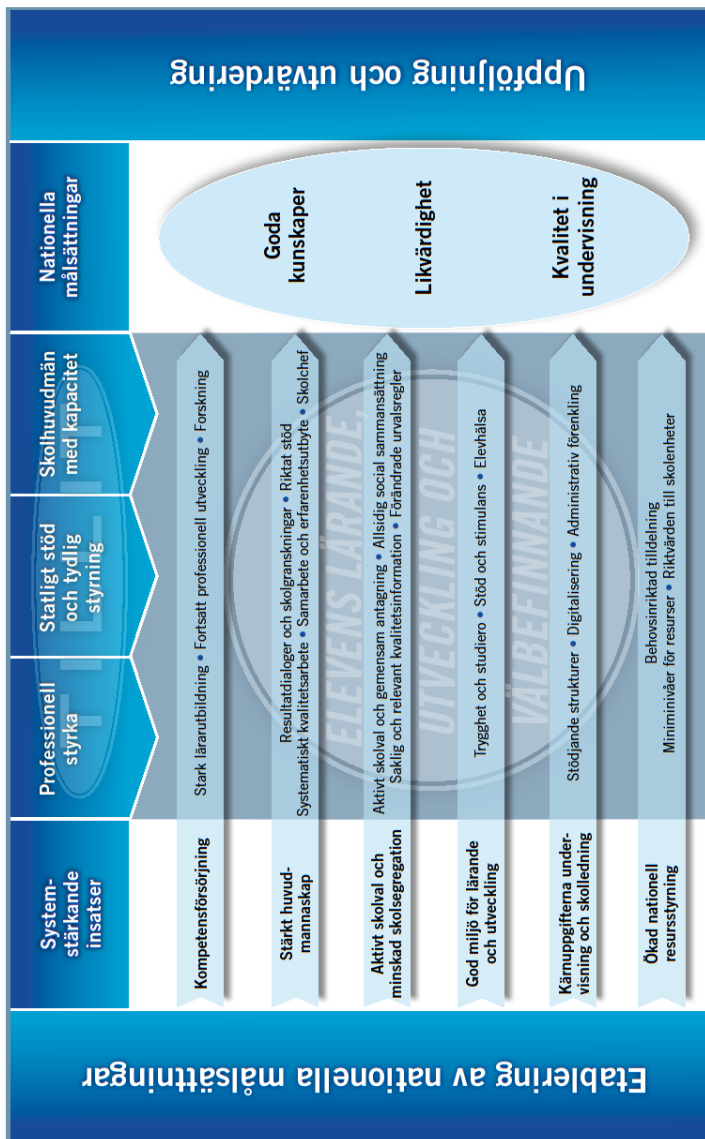 Etablering av nationella målsättningar
System-
stärkande
insatser
Professionell
styrka
Statligt stöd
och tydlig
styrning
Skolhuvudmän
med kapacitet
Nationella
målsättningar
TILLIT
Kompetensförsörjning
Stark lärarutbildning • Fortsatt professionell utveckling • Forskning
Stärkt huvud-
mannaskap
Resultatdialoger och skolgranskningar • Riktat stöd
Systematiskt kvalitetsarbete • Samarbete och erfarenhetsutbyte • Skolchef
Aktivt skolval och
minskad skolsegregation
Aktivt skolval och gemensam antagning • Allsidig social sammansättning
Saklig och relevant kvalitetsinformation • Förändrade urvalsregler
God miljö för lärande
och utveckling
Trygghet och studiero • Stöd och stimulans • Elevhälsa
Kärnuppgifterna under-
visning och skolledning
Stödjande strukturer • Digitalisering • Administrativ förenkling
Ökad nationell
resursstyrning
Behovsinriktad tilldelning
Miniminivåer för resurser • Riktvärden till skolenheter
ELEVENS LÄRANDE,
UTVECKLING OCH
VÄLBEFINNANDE
Goda
kunskaper
Likvärdighet
Kvalitet i
undervisning
Uppföljning och utvärdering